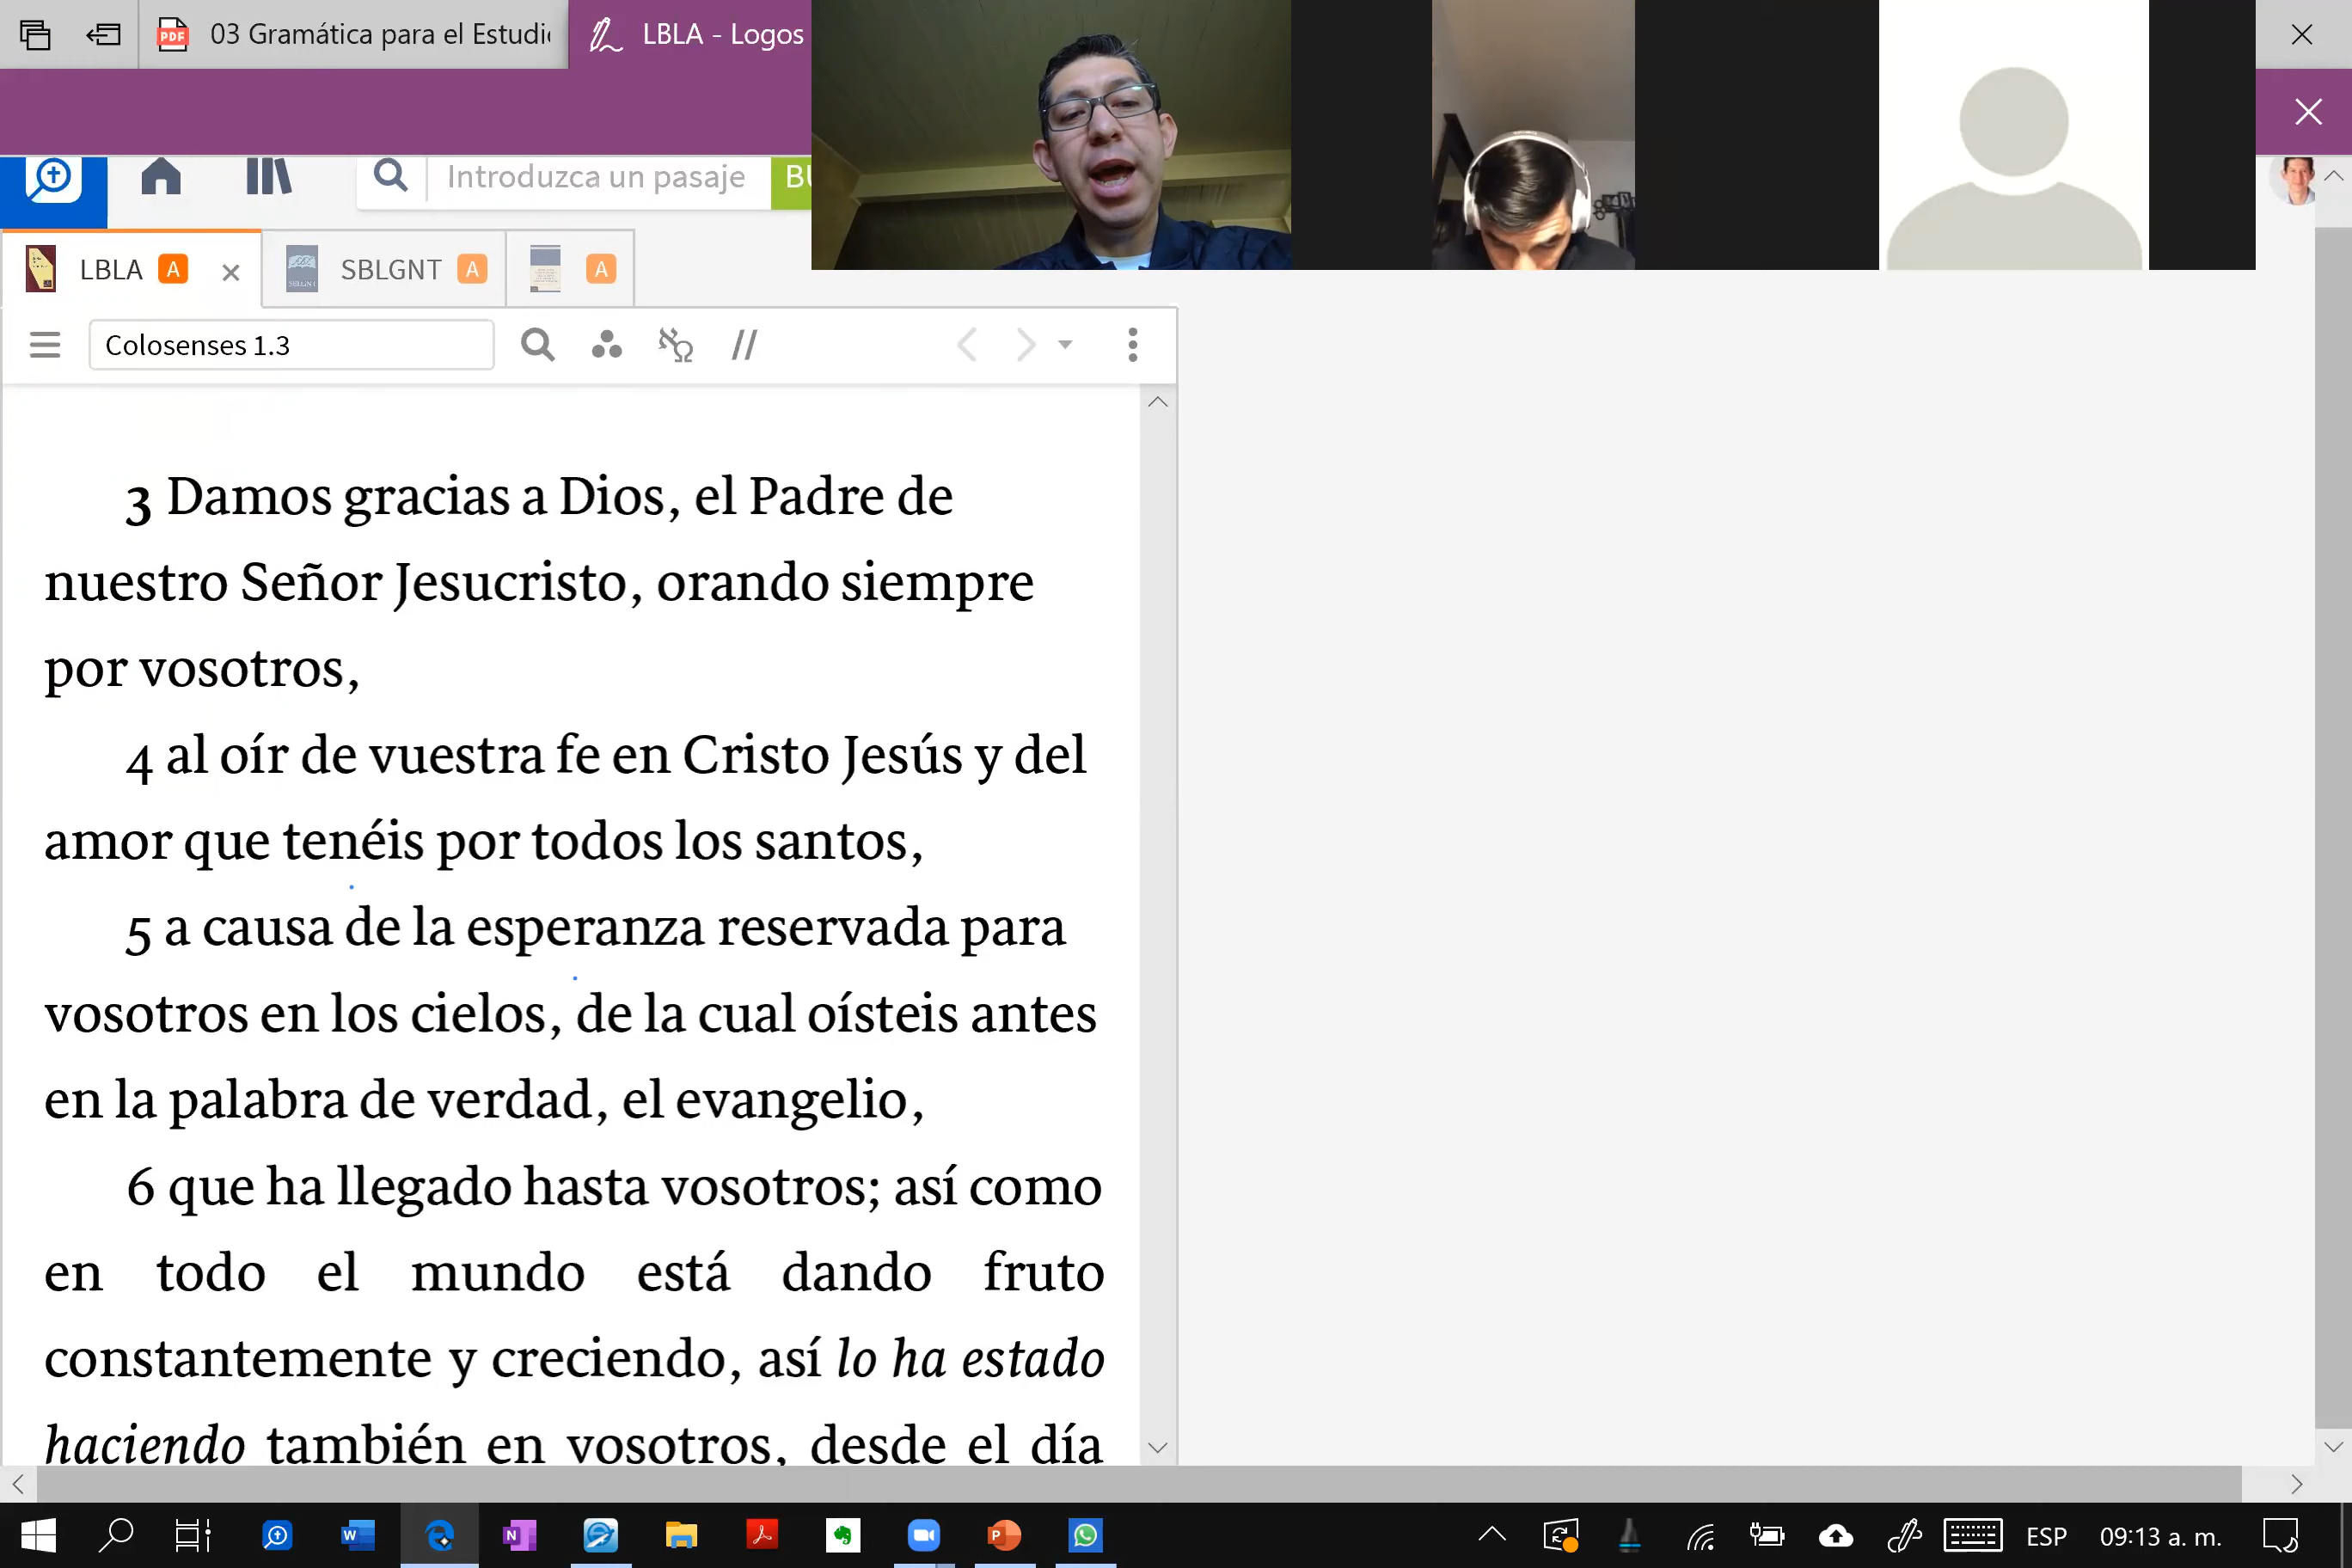 03 Gramática para el Estudi
LBLA - Logos
Introduzca un pasaje
BU
LBLA A
SBLGNT A
A
Colosenses 1.3
3 Damos gracias a Dios, el Padre de
nuestro Señor Jesucristo, orando siempre
por vosotros,
4 al oír de vuestra fe en Cristo Jesús y del
amor que tenéis por todos los santos,
5 a causa de la esperanza reservada para
vosotros en los cielos, de la cual oísteis antes
en la palabra de verdad, el evangelio,
6 que ha llegado hasta vosotros; así como
en todo el mundo está dando fruto
constantemente y creciendo, así lo ha estado
haciendo también en vosotros, desde el día
ESP 09:13 a. m.